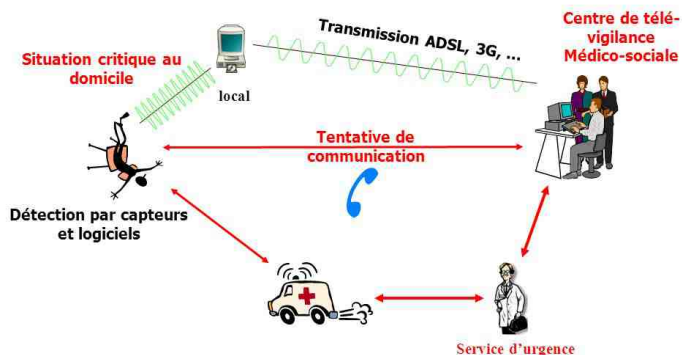 Transmission ADSL, 3G, ...
Centre de télé-
vigilance
Médico-sociale
Situation critique au
domicile
local
Tentative de
communication
Détection par capteurs
et logiciels
Service d'urgence